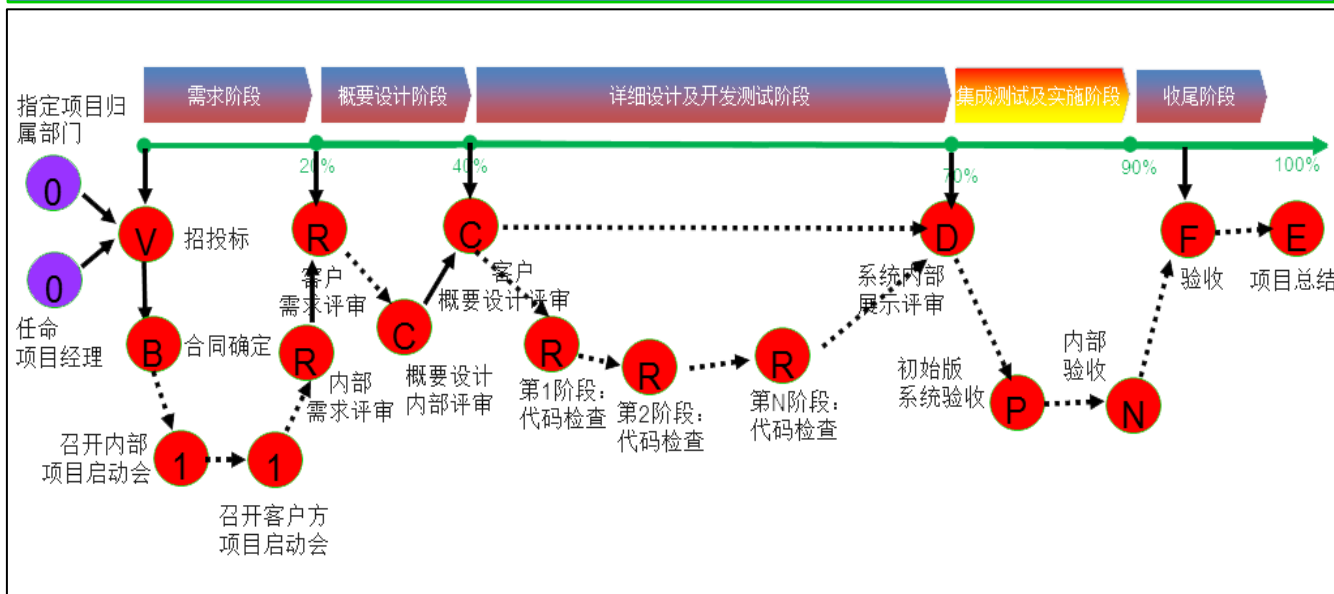 需求阶段
概要设计阶段
详细设计及开发测试阶段
集成测试及实施阶段
收尾阶段
指定项目归
属部门
20%
40%
70%
90%
100%
0
V
招投标
R
客户
需求评审
C
客户
概要设计评审
D
系统内部
展示评审
F
验收
E
项目总结
0
任命
项目经理
B
合同确定
R
内部
需求评审
C
概要设计
内部评审
R
第1阶段:
代码检查
R
第2阶段:
代码检查
R
第N阶段:
代码检查
初始版
系统验收
P
内部
验收
N
召开内部
项目启动会
1
1
召开客户方
项目启动会